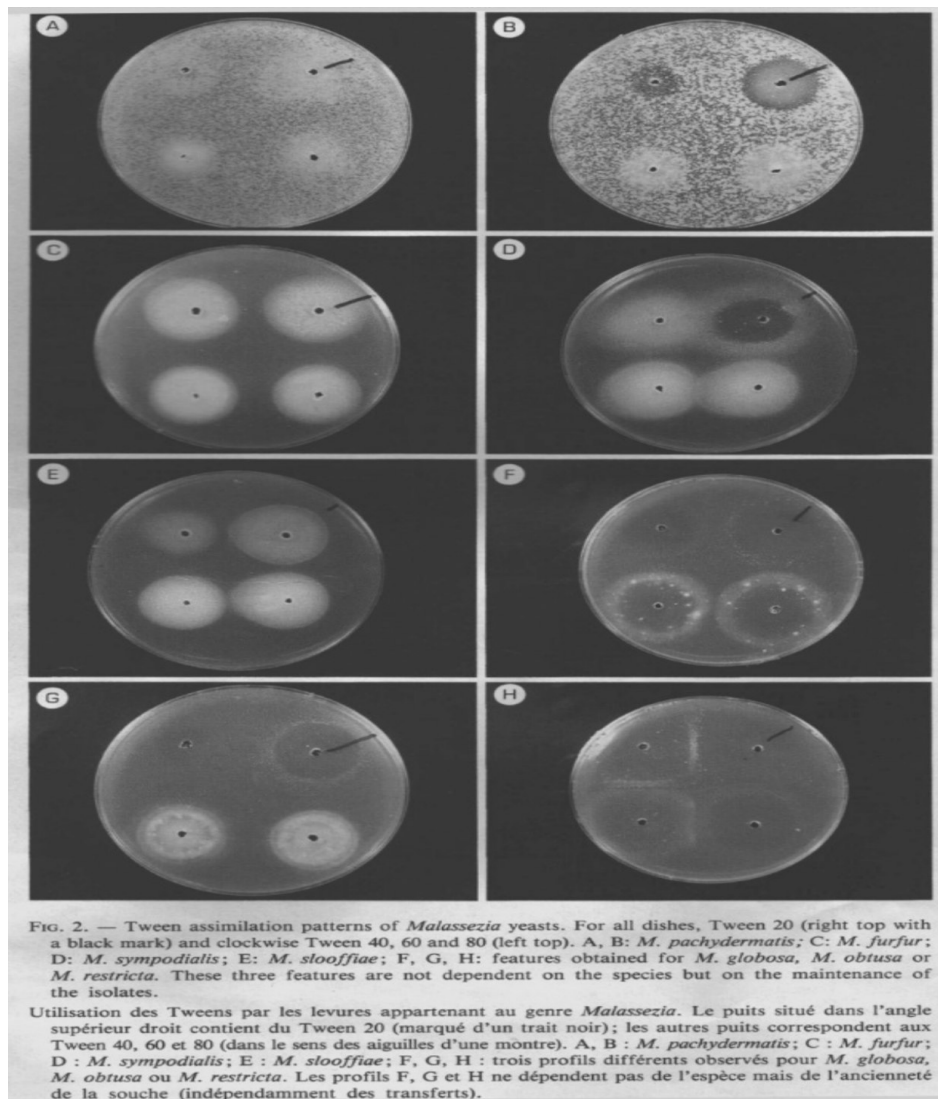 A
B
C
D
E
F
G
H
FIG. 2. — Tween assimilation patterns of Malassezia yeasts. For all dishes, Tween 20 (right top with
a black mark) and clockwise Tween 40, 60 and 80 (left top). A, B: M. pachydermatis; C: M. furfur;
D: M. sympodialis; E: M. slooffiae; F, G, H: features obtained for M. globosa, M. obtusa or
M. restricta. These three features are not dependent on the species but on the maintenance of
the isolates.
Utilisation des Tweens par les levures appartenant au genre Malassezia. Le puits situé dans l'angle
supérieur droit contient du Tween 20 (marqué d'un trait noir); les autres puits correspondent aux
Tween 40, 60 et 80 (dans le sens des aiguilles d'une montre). A, B : M. pachydermatis; C : M. furfur;
D : M. sympodialis; E : M. slooffiae; F, G, H : trois profils différents observés pour M. globosa,
M. obtusa ou M. restricta. Les profils F, G et H ne dépendent pas de l'espèce mais de l'ancienneté
de la souche (indépendamment des transferts).